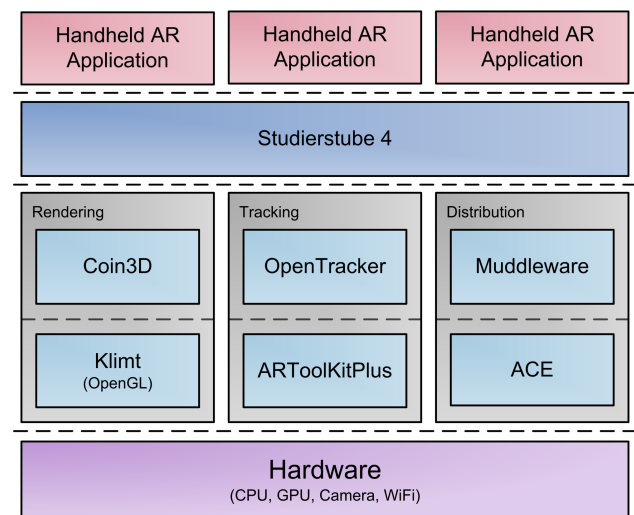 Handheld AR
Application
Handheld AR
Application
Handheld AR
Application
Studierstube 4
Rendering
Coin3D
Klimt
(OpenGL)
Tracking
OpenTracker
ARToolKitPlus
Distribution
Muddleware
ACE
Hardware
(CPU, GPU, Camera, WiFi)